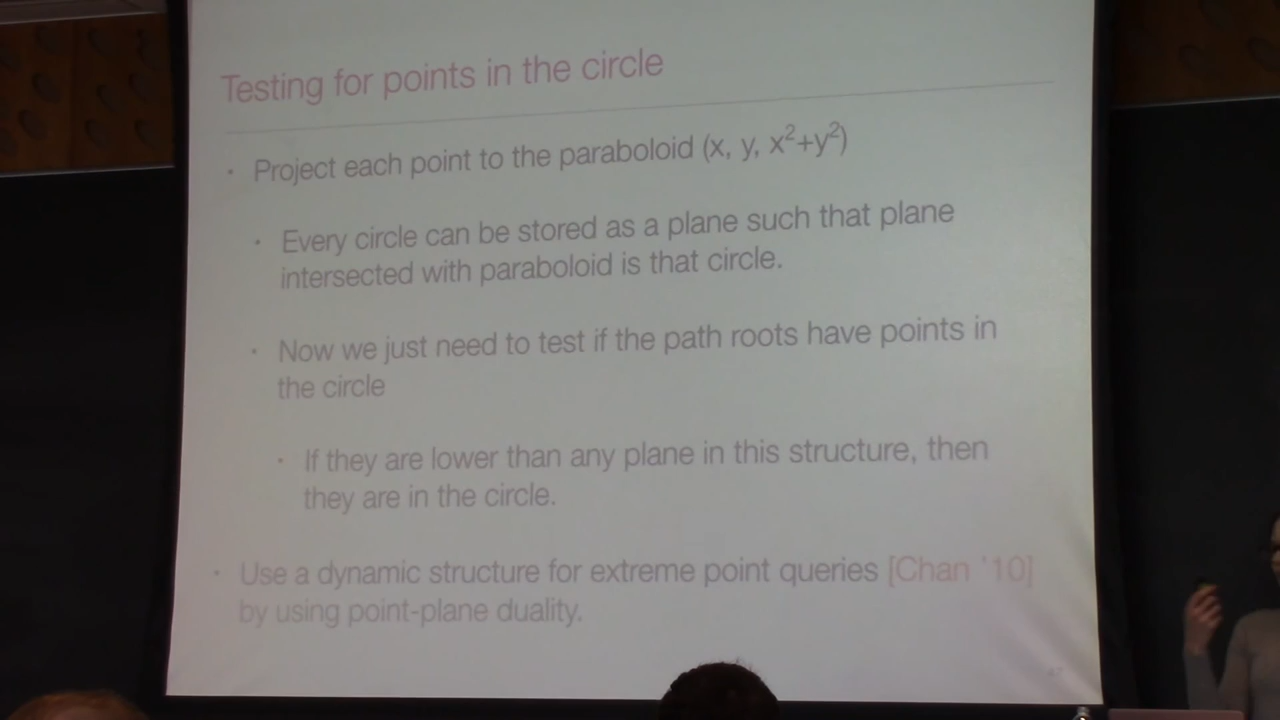 Testing for points in the circle
· Project each point to the paraboloid (x, y, x²+y²)
· Every circle can be stored as a plane such that plane
intersected with paraboloid is that circle.
· Now we just need to test if the path roots have points in
the circle
· If they are lower than any plane in this structure, then
they are in the circle.
· Use a dynamic structure for extreme point queries [Chan '10]
by using point-plane duality.